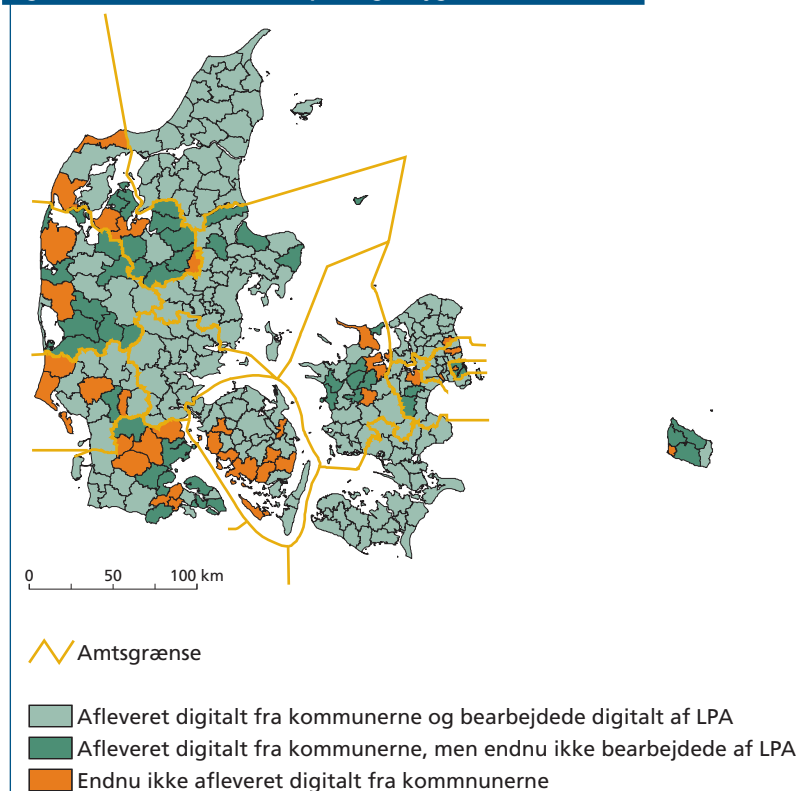 0 50 100 km
Amtsgrænse
Afleveret digitalt fra kommunerne og bearbejdede digitalt af LPA
Afleveret digitalt fra kommunerne, men endnu ikke bearbejdede af LPA
Endnu ikke afleveret digitalt fra kommnunerne